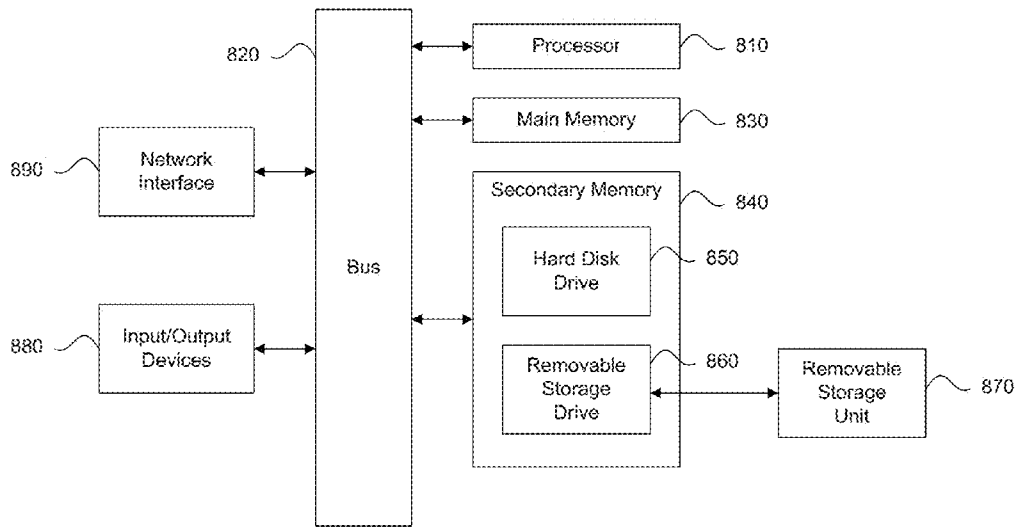 820
Processor
810
Main Memory
830
890
Network
Interface
Secondary Memory
840
Bus
Hard Disk
Drive
850
880
Input/Output
Devices
Removable
Storage
Drive
860
Removable
Storage
Unit
870